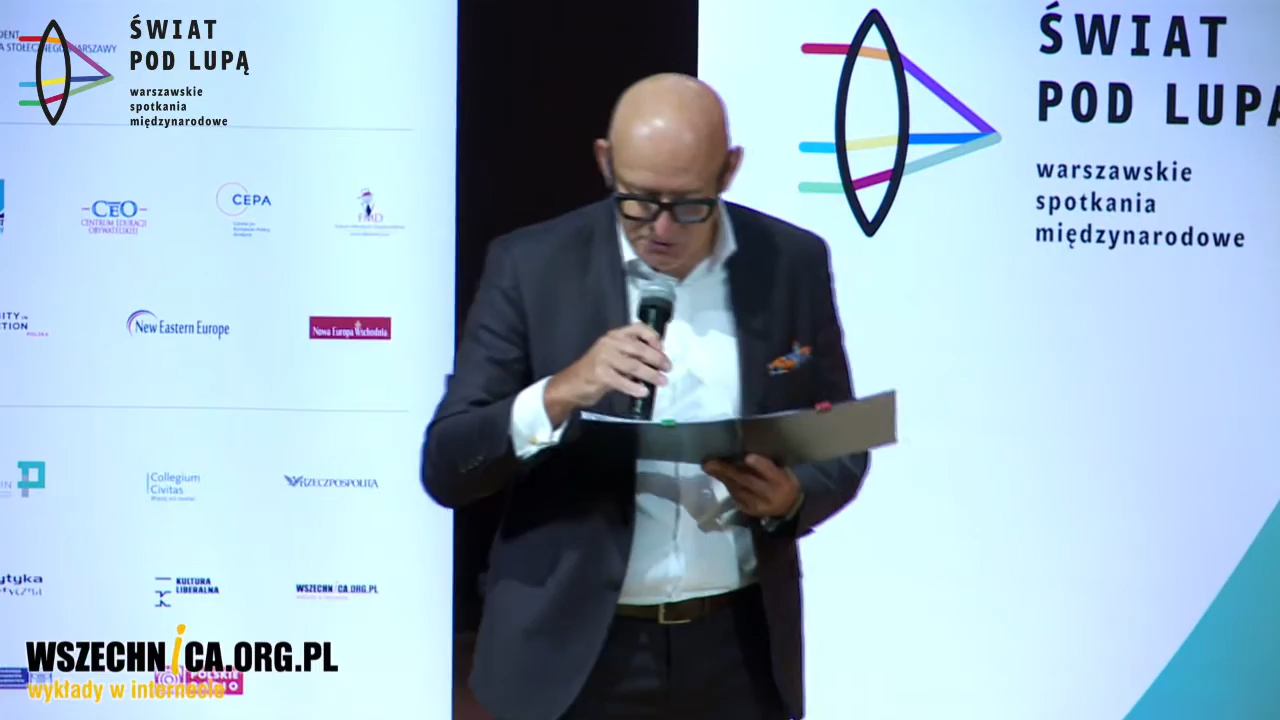 ŚWIAT
POD LUPĄ
warszawskie
spotkania
międzynarodowe
ŚWIAT
POD LUPĄ
warszawskie
spotkania
międzynarodowe
CEO
CENTRUM EDUKACJI
OBYWATELSKIEJ
CEPA
New Eastern Europe
Nowa Europa Wschodnia
Collegium
Civitas
RZECZPOSPOLITA
KULTURA
LIBERALNA
WSZECHNICA.ORG.PL
WSZECHNICA.ORG.PL
wykłady w internecie